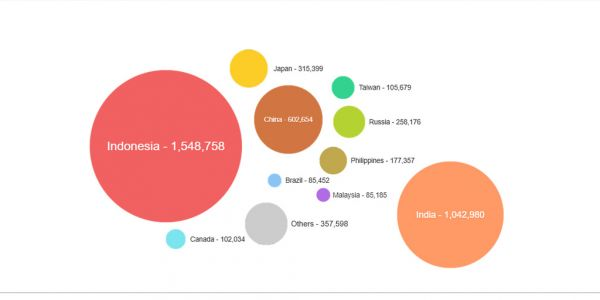 Japan - 315,399
Taiwan - 105,679
China - 602,654
Russia - 258,176
Indonesia - 1,548,758
Philippines - 177,357
Brazil - 85,452
Malaysia - 85,185
India - 1,042,980
Others - 357,598
Canada - 102,034